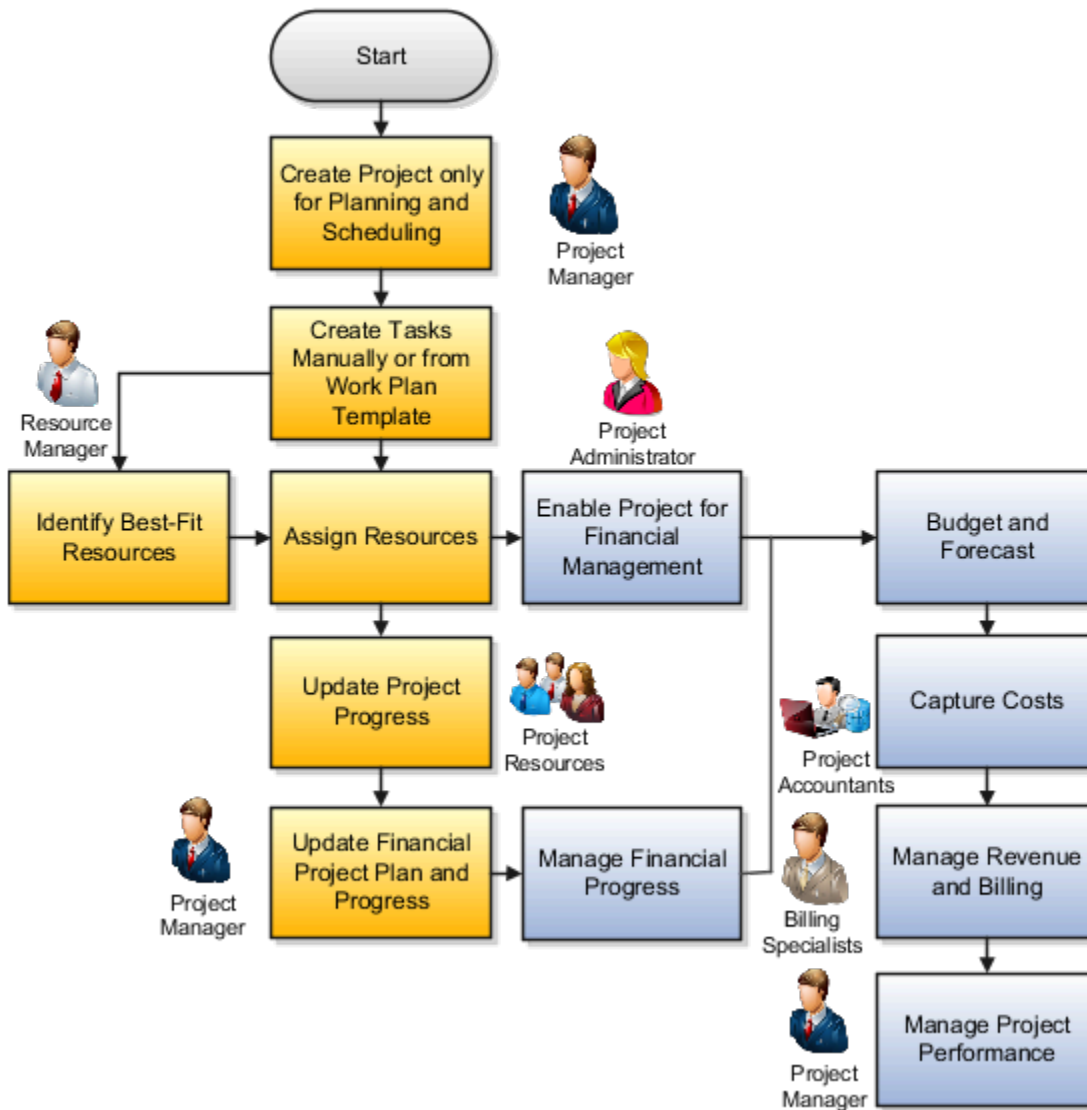 Start
Create Project only
for Planning and
Scheduling
Project
Manager
Create Tasks
Manually or from
Work Plan
Template
Resource
Manager
Project
Administrator
Identify Best-Fit
Resources
Assign Resources
Enable Project for
Financial
Management
Budget and
Forecast
Update Project
Progress
Project
Resources
Capture Costs
Project
Accountants
Project
Manager
Update Financial
Project Plan and
Progress
Manage Financial
Progress
Billing
Specialists
Manage Revenue
and Billing
Project
Manager
Manage Project
Performance